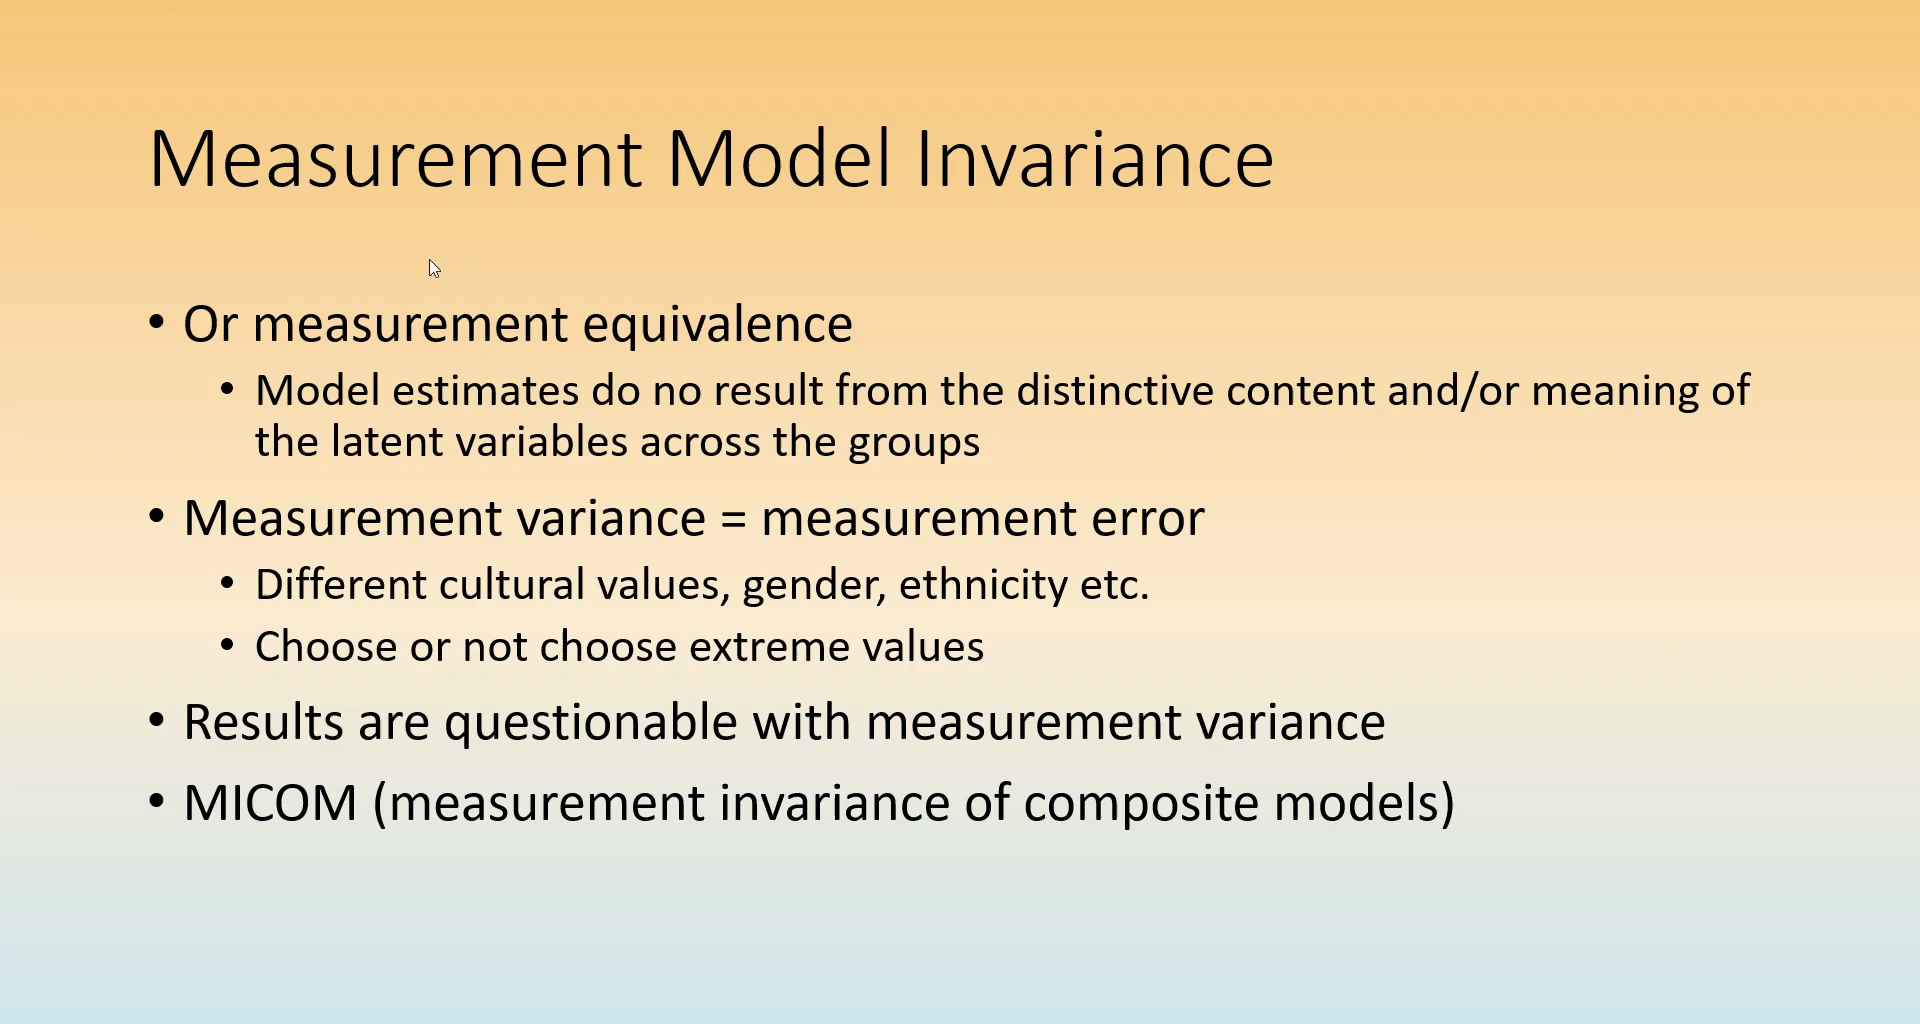 Measurement Model Invariance
• Or measurement equivalence
• Model estimates do no result from the distinctive content and/or meaning of
the latent variables across the groups
• Measurement variance = measurement error
• Different cultural values, gender, ethnicity etc.
• Choose or not choose extreme values
• Results are questionable with measurement variance
• MICOM (measurement invariance of composite models)